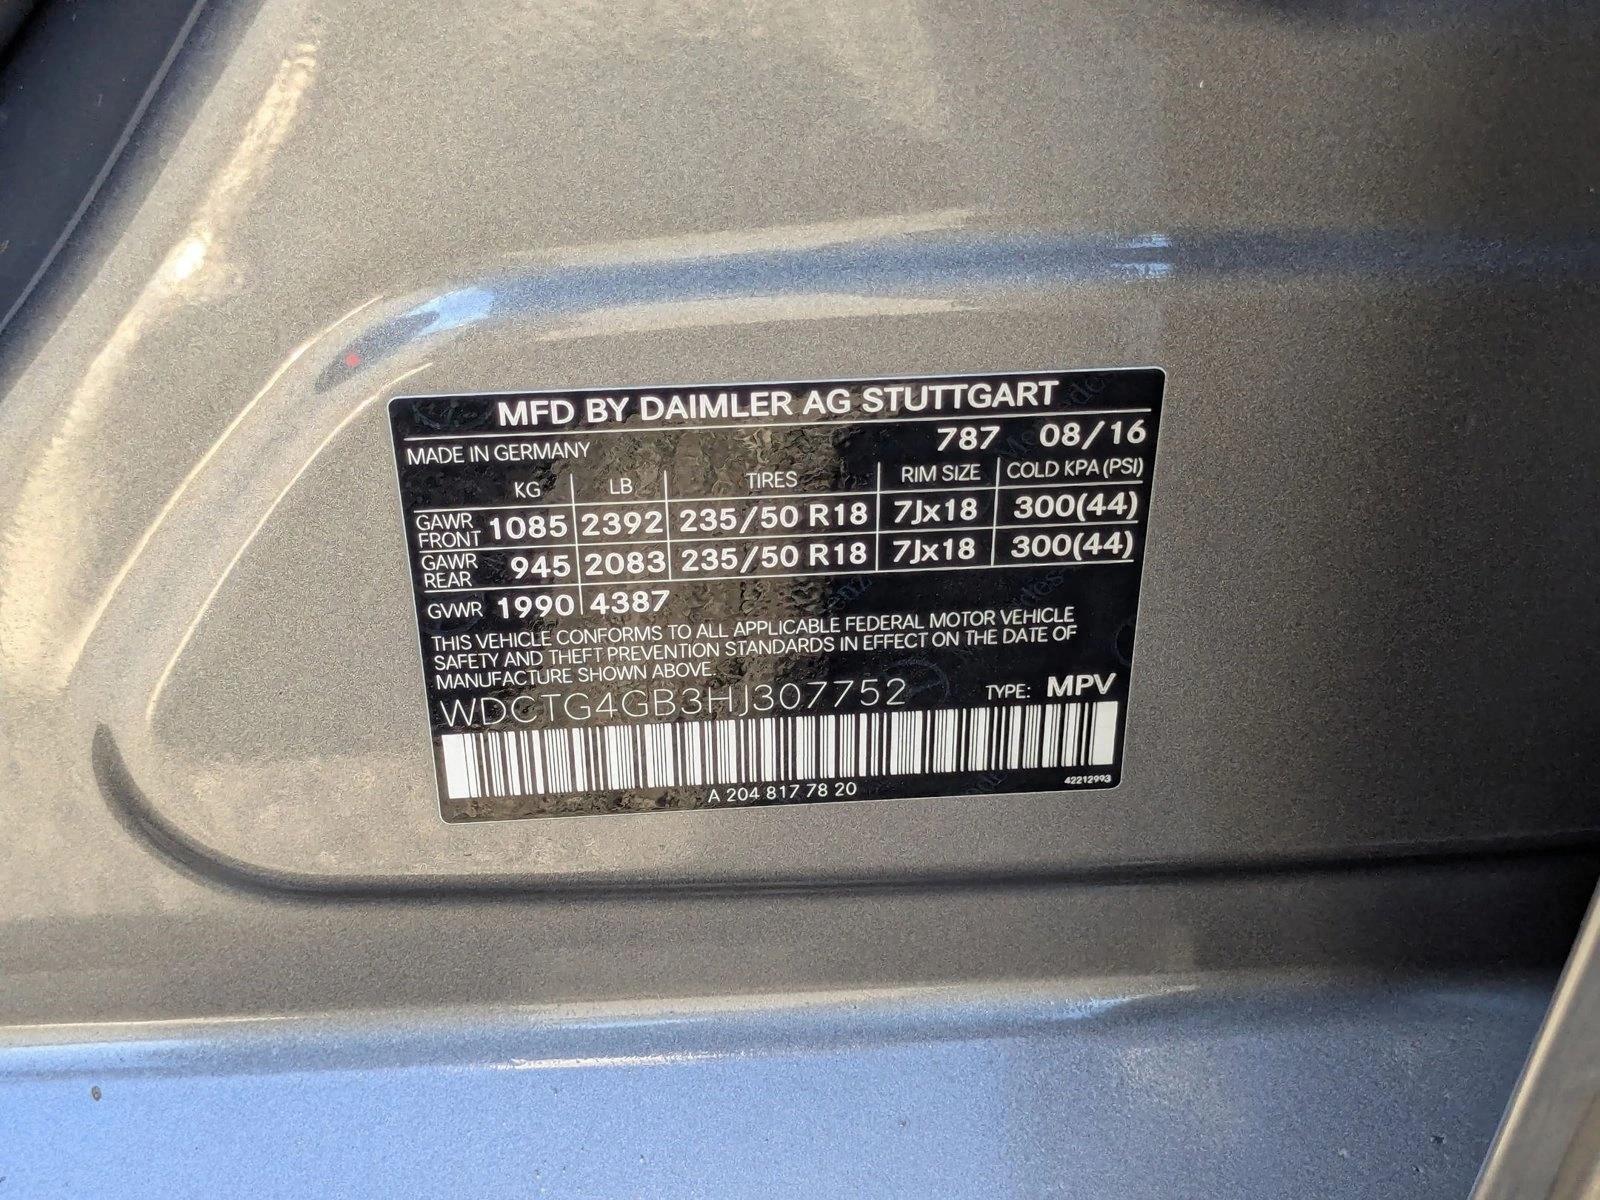 MFD BY DAIMLER AG STUTTGART
MADE IN GERMANY 787 08/16
KG LB TIRES RIM SIZE COLD KPA (PSI)
GAWR FRONT 1085 2392 235/50 R18 7Jx18 300(44)
GAWR REAR 945 2083 235/50 R18 7Jx18 300(44)
GVWR 1990 4387
THIS VEHICLE CONFORMS TO ALL APPLICABLE FEDERAL MOTOR VEHICLE
SAFETY AND THEFT PREVENTION STANDARDS IN EFFECT ON THE DATE OF
MANUFACTURE SHOWN ABOVE.
WDCTG4GB3HJ307752 TYPE: MPV
42212993
A 204 817 78 20